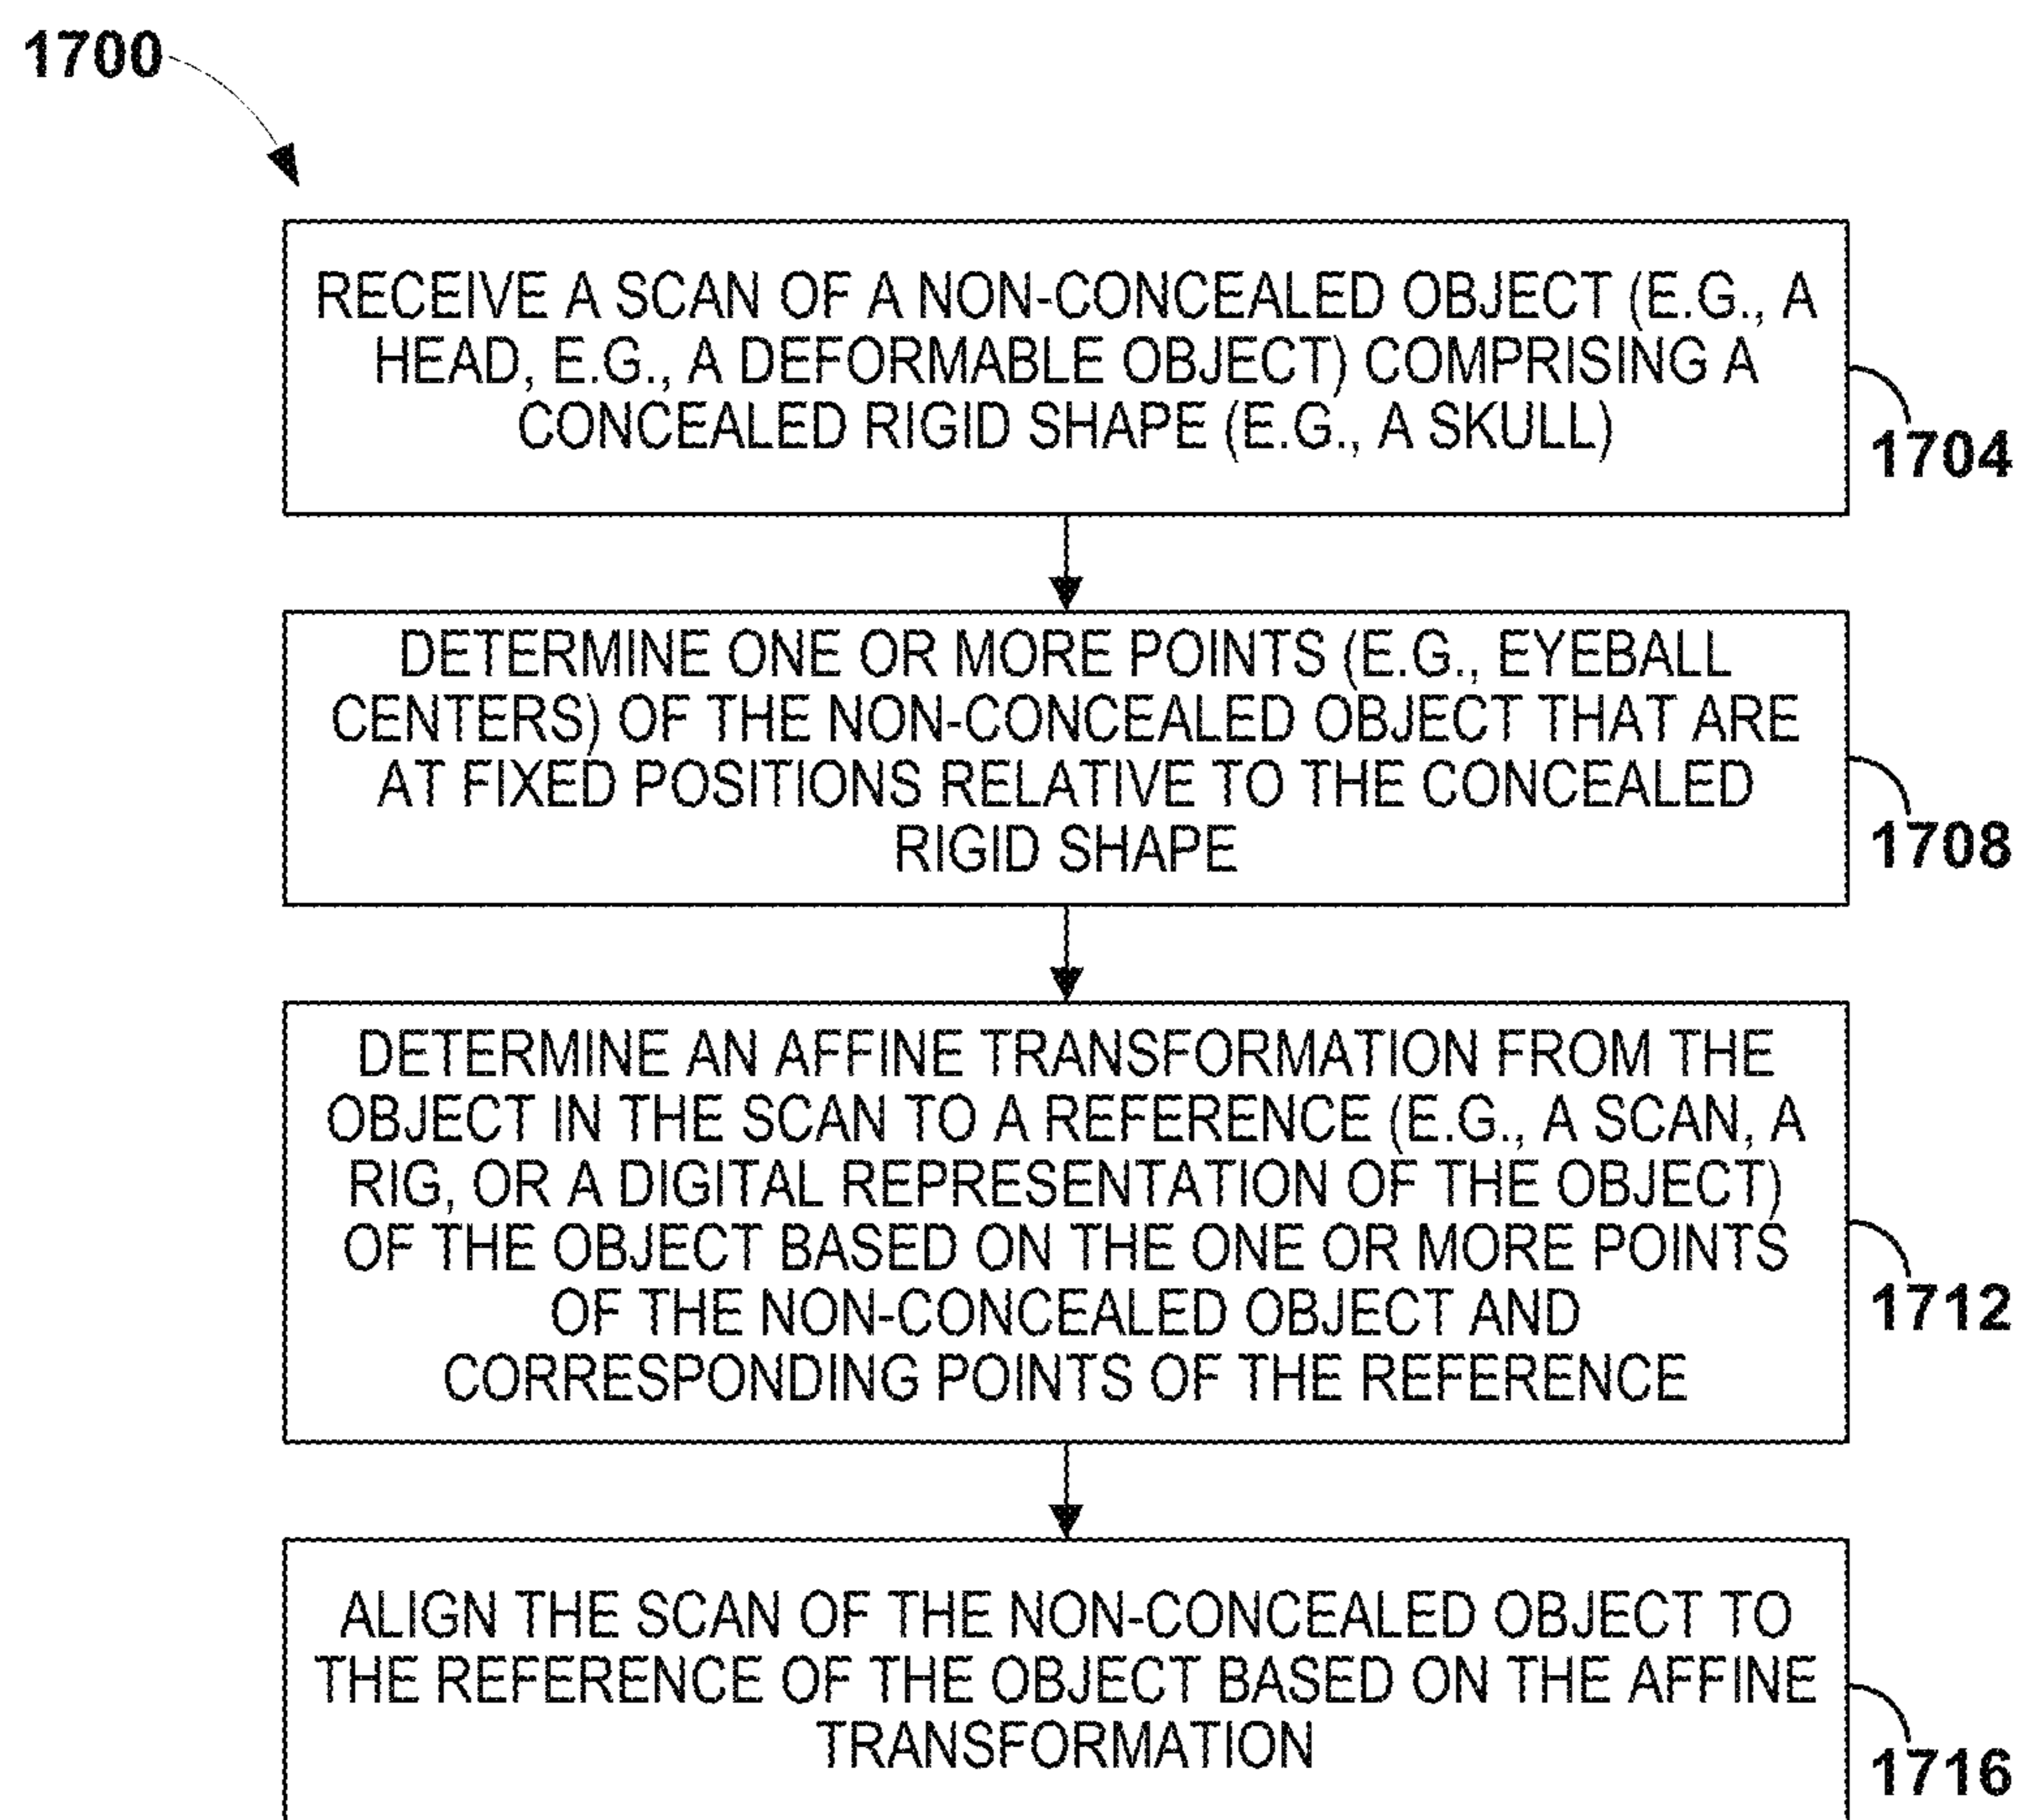 1700
RECEIVE A SCAN OF A NON-CONCEALED OBJECT (E.G., A
HEAD, E.G., A DEFORMABLE OBJECT) COMPRISING A
CONCEALED RIGID SHAPE (E.G., A SKULL)
1704
DETERMINE ONE OR MORE POINTS (E.G., EYEBALL
CENTERS) OF THE NON-CONCEALED OBJECT THAT ARE
AT FIXED POSITIONS RELATIVE TO THE CONCEALED
RIGID SHAPE
1708
DETERMINE AN AFFINE TRANSFORMATION FROM THE
OBJECT IN THE SCAN TO A REFERENCE (E.G., A SCAN, A
RIG, OR A DIGITAL REPRESENTATION OF THE OBJECT)
OF THE OBJECT BASED ON THE ONE OR MORE POINTS
OF THE NON-CONCEALED OBJECT AND
CORRESPONDING POINTS OF THE REFERENCE
1712
ALIGN THE SCAN OF THE NON-CONCEALED OBJECT TO
THE REFERENCE OF THE OBJECT BASED ON THE AFFINE
TRANSFORMATION
1716